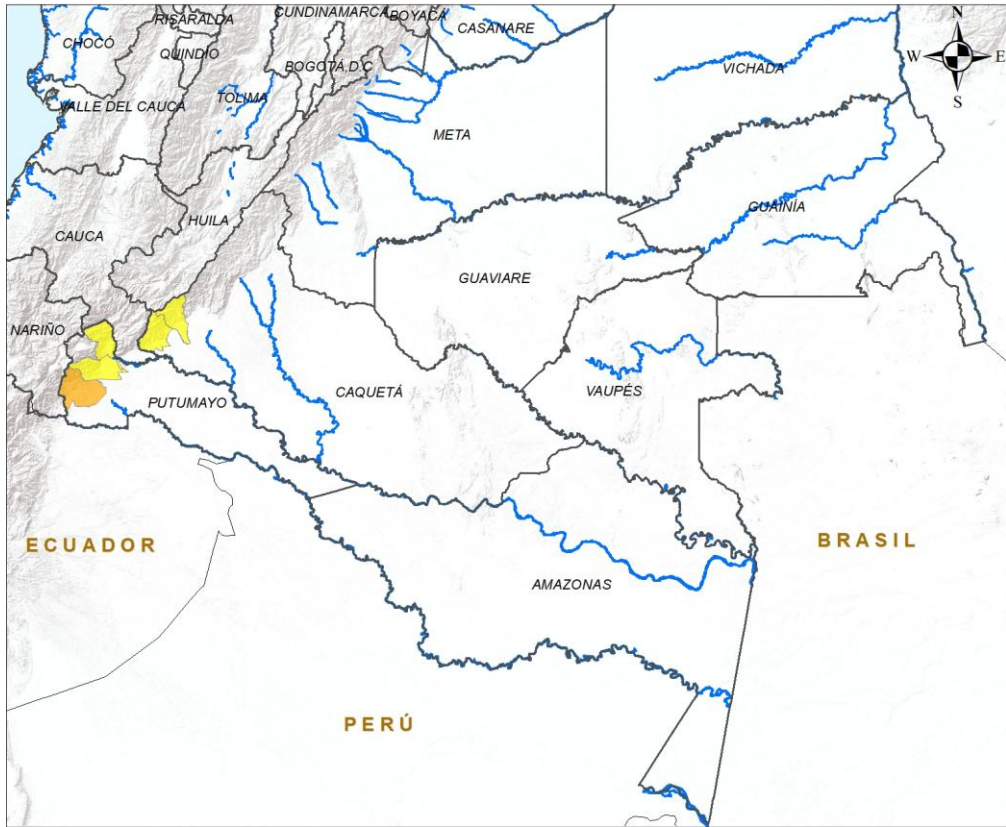 RISARALDA
CUNDINAMARCA
BOYACÁ
CASANARE
N
CHOCÓ
QUINDÍO
BOGOTÁ D.C
VICHADA
W
E
VALLE DEL CAUCA
TOLIMA
S
META
HUILA
GUAINÍA
CAUCA
GUAVIARE
NARIÑO
CAQUETÁ
VAUPÉS
PUTUMAYO
ECUADOR
BRASIL
AMAZONAS
PERÚ